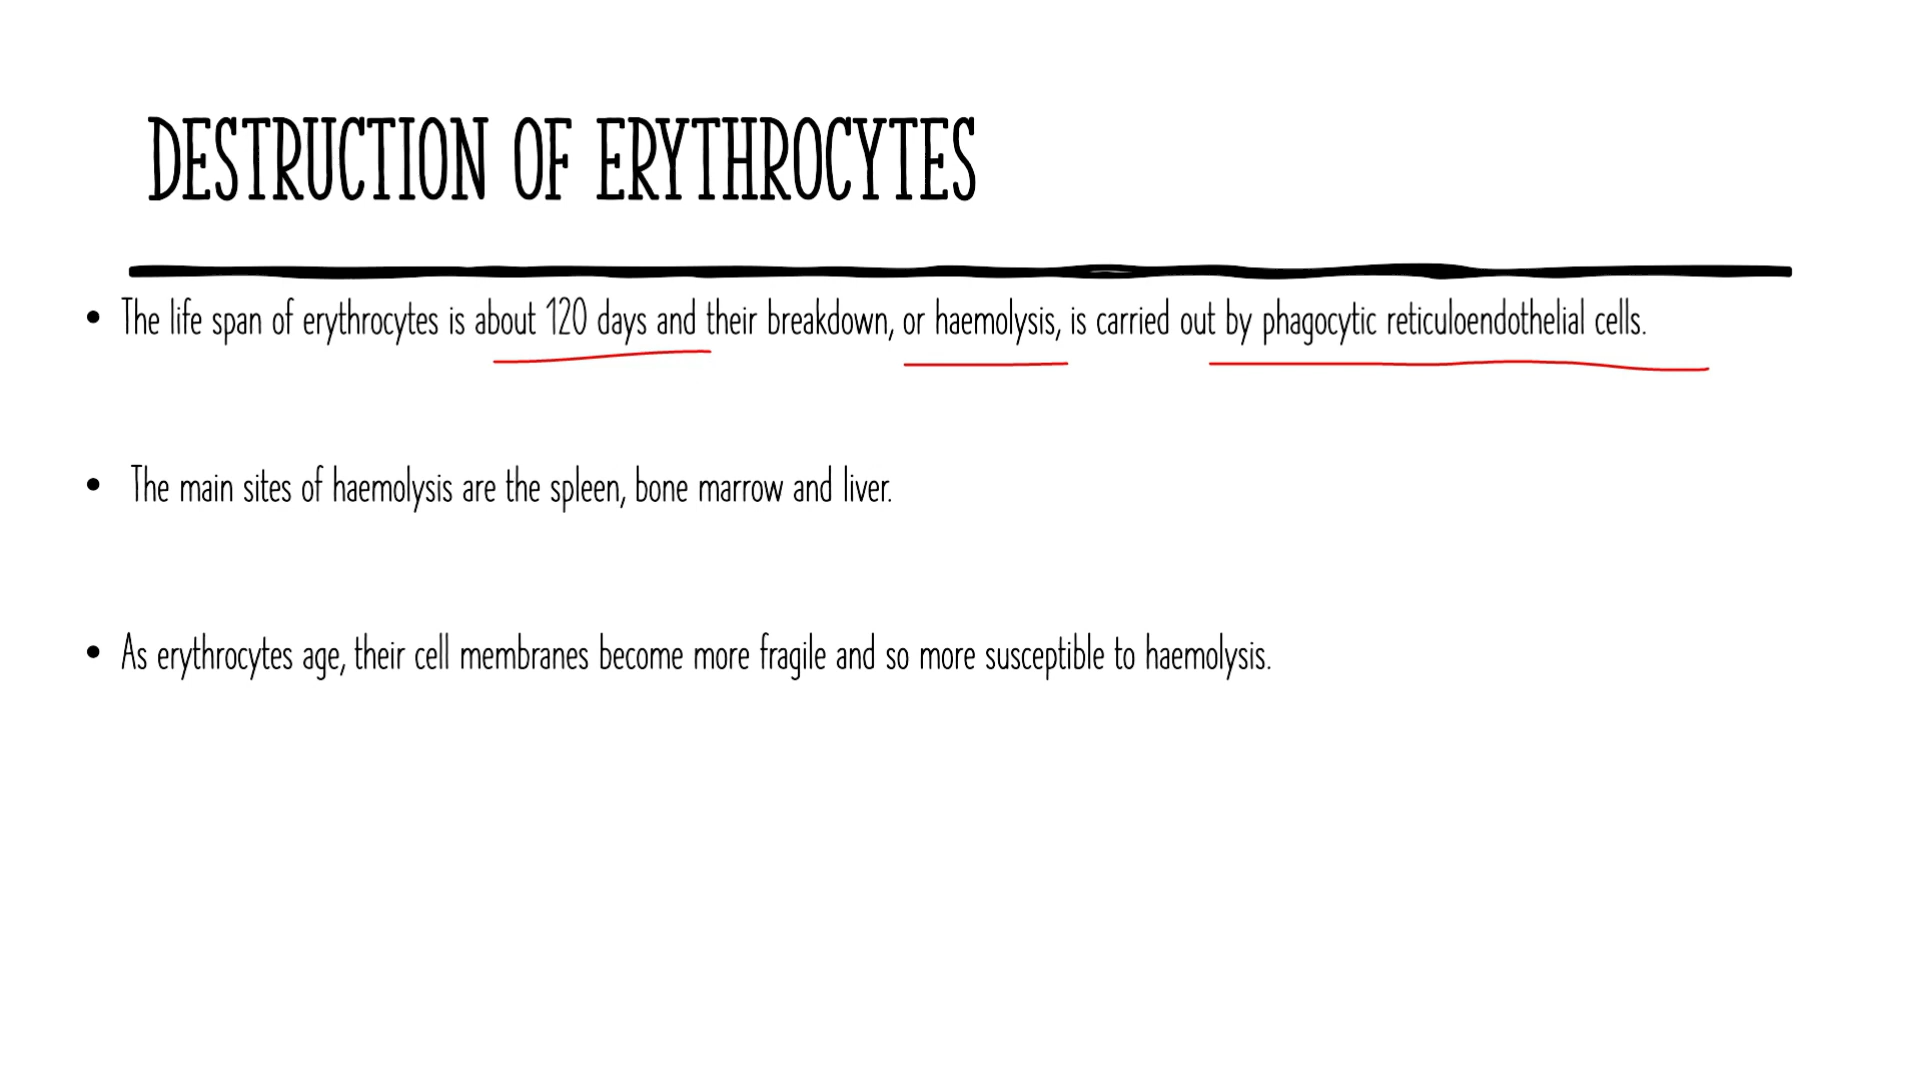 DESTRUCTION OF ERYTHROCYTES
• The life span of erythrocytes is about 120 days and their breakdown, or haemolysis, is carried out by phagocytic reticuloendothelial cells.
• The main sites of haemolysis are the spleen, bone marrow and liver.
• As erythrocytes age, their cell membranes become more fragile and so more susceptible to haemolysis.